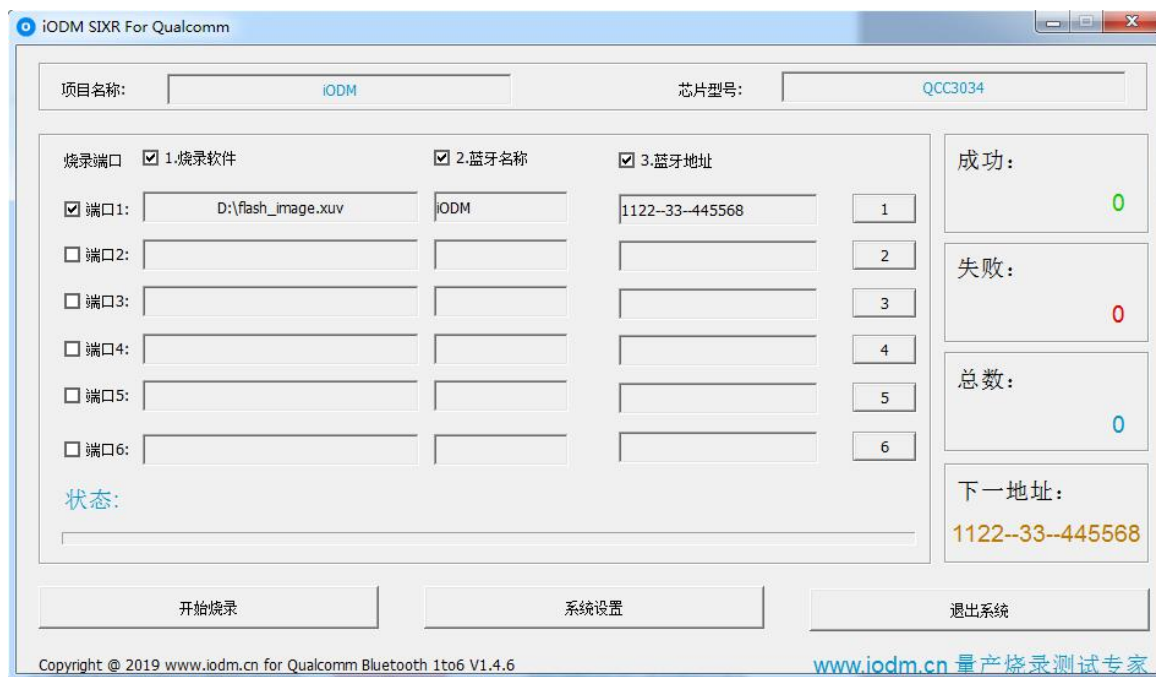 iODM SIXR For Qualcomm
项目名称: iODM 芯片型号: QCC3034
烧录端口 1.烧录软件 2.蓝牙名称 3.蓝牙地址
端口1: D:\flash_image.xuv iODM 1122--33--445568 1
端口2: 2
端口3: 3
端口4: 4
端口5: 5
端口6: 6
状态:
成功:
0
失败:
0
总数:
0
下一地址:
1122--33--445568
开始烧录 系统设置 退出系统
Copyright @ 2019 www.iodm.cn for Qualcomm Bluetooth 1to6 V1.4.6 www.iodm.cn 量产烧录测试专家